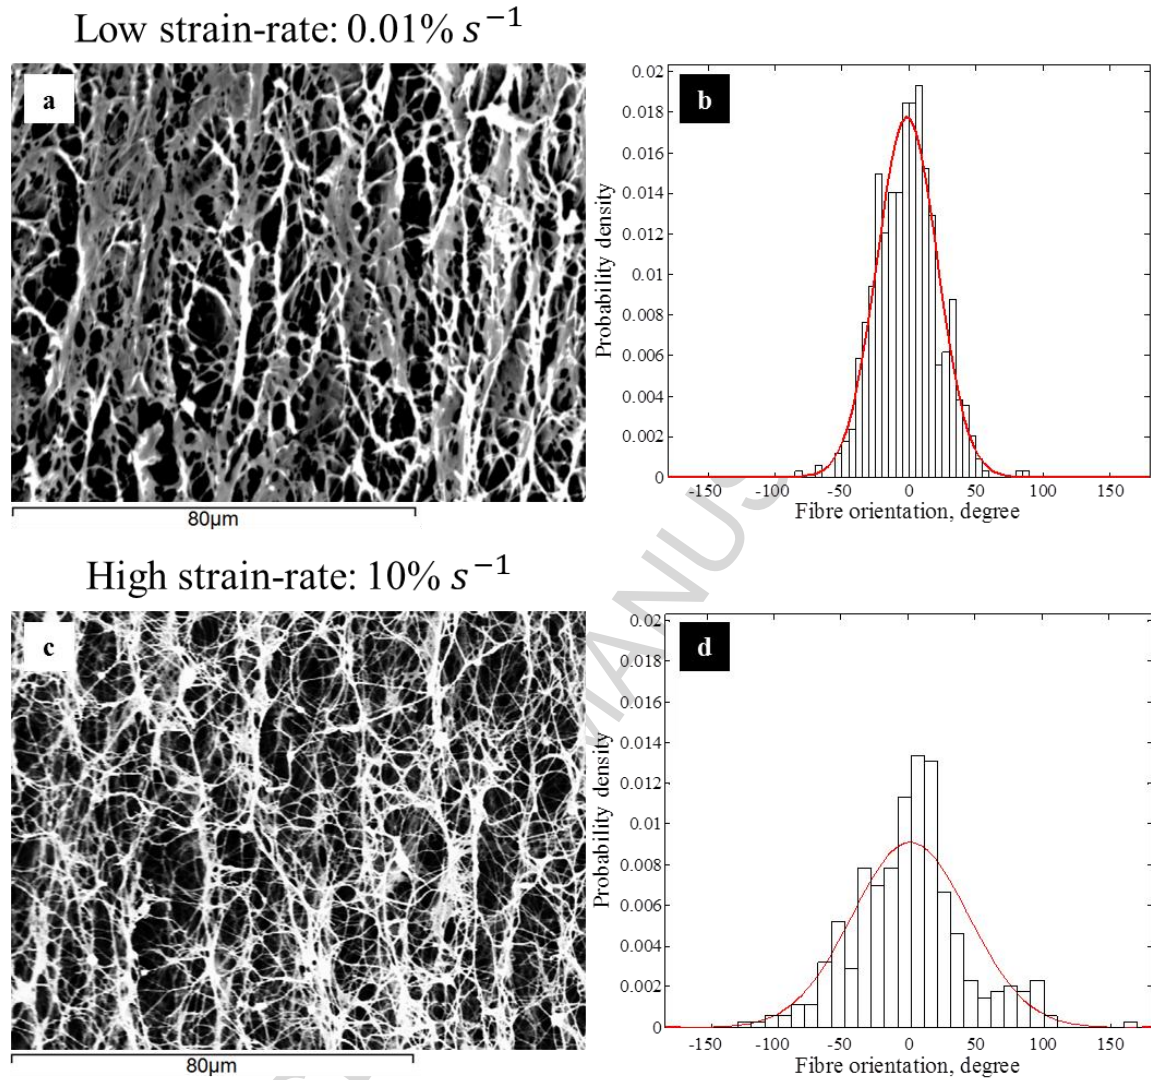 Low strain-rate: 0.01% s⁻¹
a
80µm
b
0.02
0.018
0.016
0.014
0.012
0.01
0.008
0.006
0.004
0.002
0
Probability density
-150 -100 -50 0 50 100 150
Fibre orientation, degree
MANUS
High strain-rate: 10% s⁻¹
c
80µm
d
0.02
0.018
0.016
0.014
0.012
0.01
0.008
0.006
0.004
0.002
0
Probability density
-150 -100 -50 0 50 100 150
Fibre orientation, degree